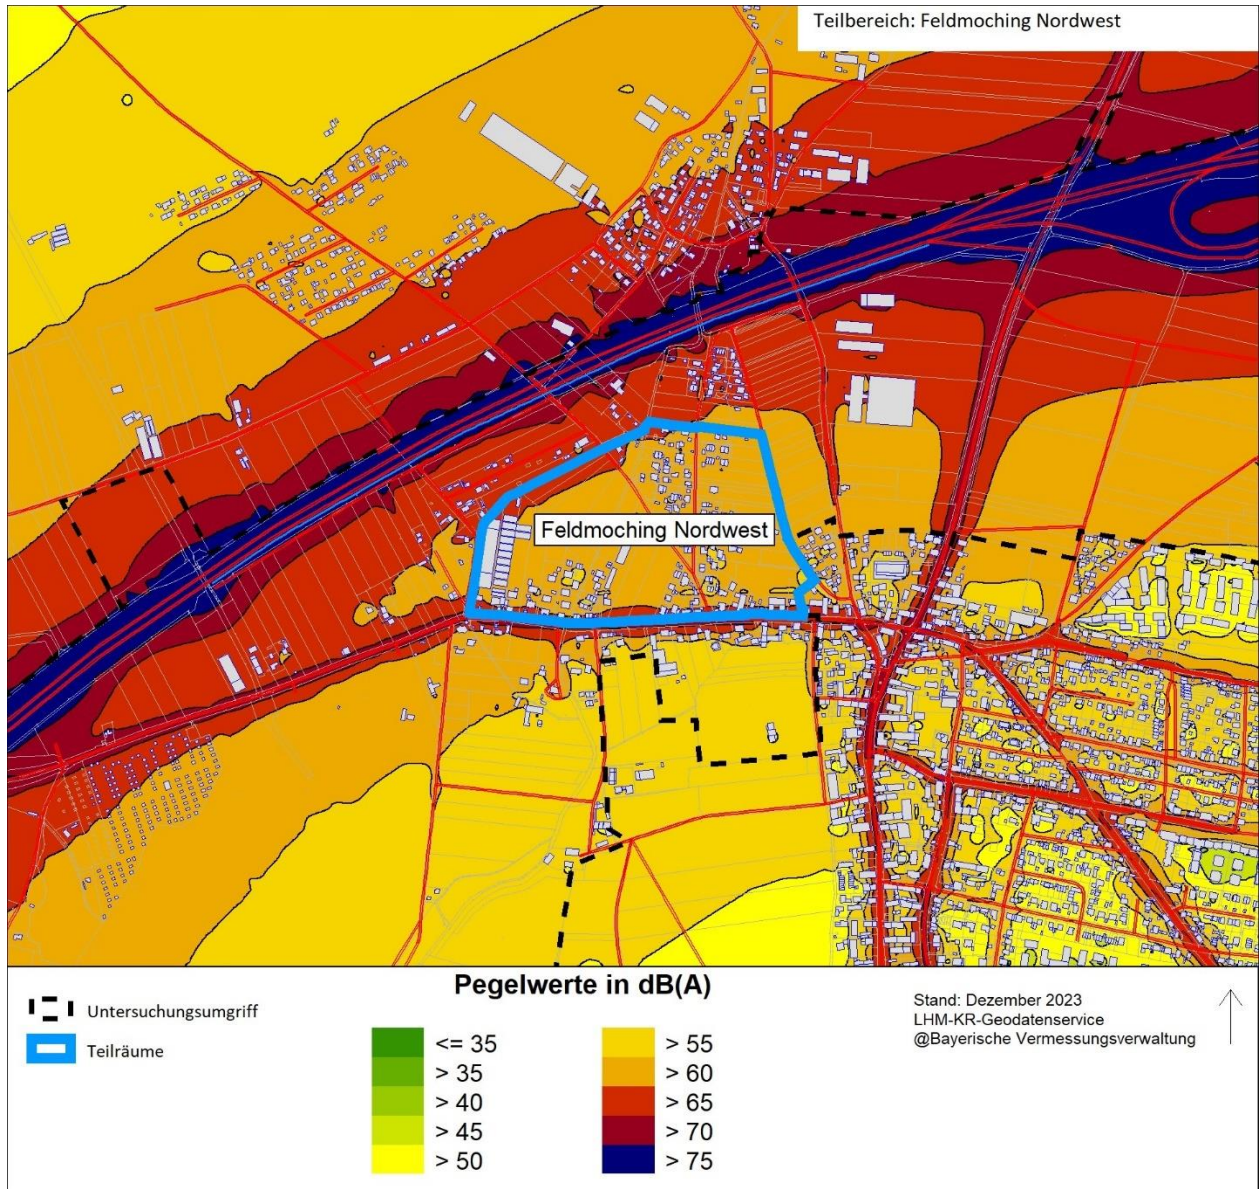 Teilbereich: Feldmoching Nordwest
Feldmoching Nordwest
Pegelwerte in dB(A)
Untersuchungsumgriff
Teilräume
<= 35
> 35
> 40
> 45
> 50
> 55
> 60
> 65
> 70
> 75
Stand: Dezember 2023
LHM-KR-Geodatenservice
@Bayerische Vermessungsverwaltung